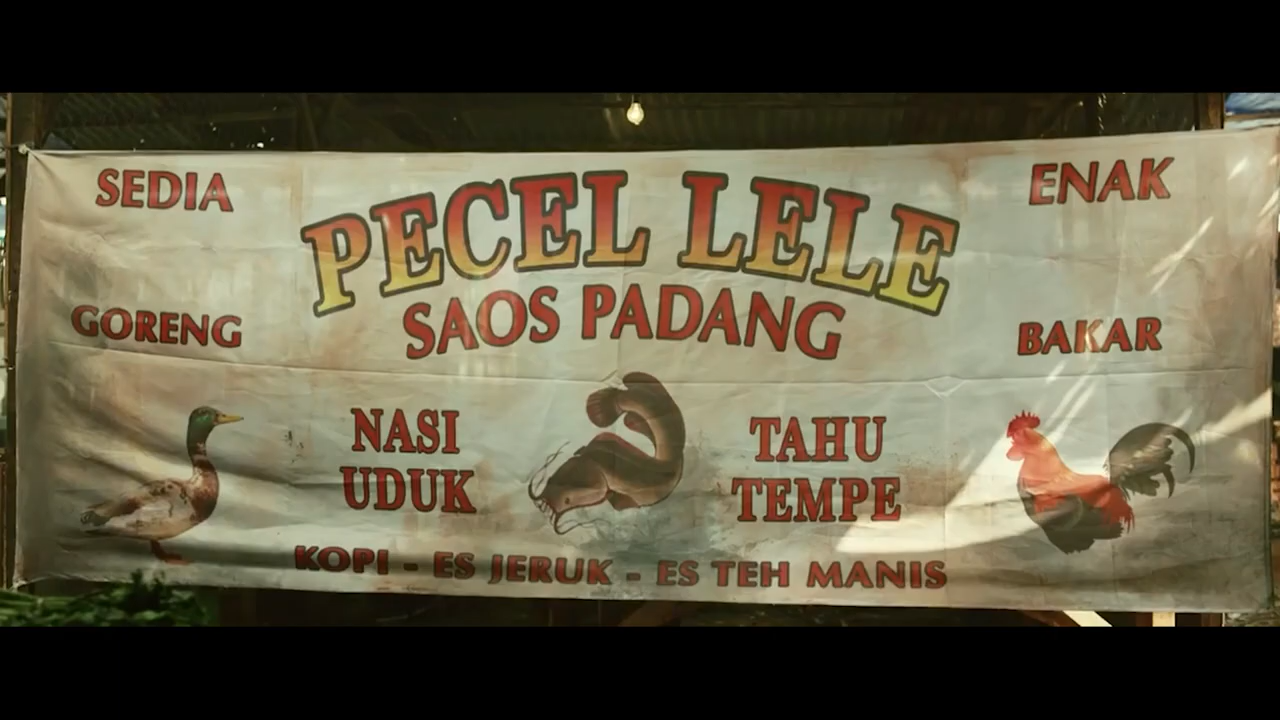 SEDIA
PECEL LELE
ENAK
GORENG
SAOS PADANG
BAKAR
NASI
UDUK
TAHU
TEMPE
KOPI - ES JERUK - ES TEH MANIS